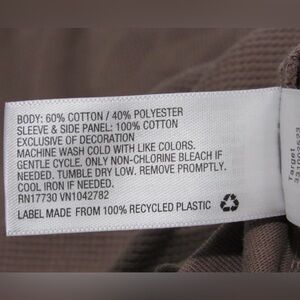 BODY: 60% COTTON / 40% POLYESTER
SLEEVE & SIDE PANEL: 100% COTTON
EXCLUSIVE OF DECORATION
MACHINE WASH COLD WITH LIKE COLORS.
GENTLE CYCLE. ONLY NON-CHLORINE BLEACH IF
NEEDED. TUMBLE DRY LOW. REMOVE PROMPTLY.
COOL IRON IF NEEDED.
RN17730 VN1042782
LABEL MADE FROM 100% RECYCLED PLASTIC
Target